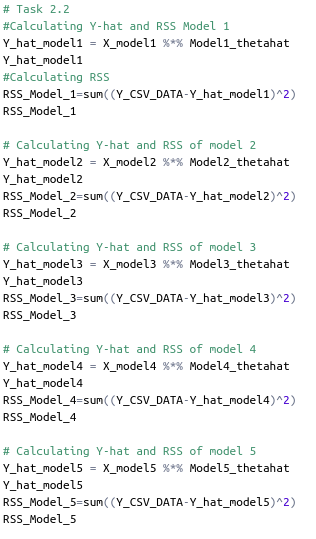 # Task 2.2
#Calculating Y-hat and RSS Model 1
Y_hat_model1 = X_model1 %*% Model1_thetahat
Y_hat_model1
#Calculating RSS
RSS_Model_1=sum((Y_CSV_DATA-Y_hat_model1)^2)
RSS_Model_1

# Calculating Y-hat and RSS of model 2
Y_hat_model2 = X_model2 %*% Model2_thetahat
Y_hat_model2
RSS_Model_2=sum((Y_CSV_DATA-Y_hat_model2)^2)
RSS_Model_2

# Calculating Y-hat and RSS of model 3
Y_hat_model3 = X_model3 %*% Model3_thetahat
Y_hat_model3
RSS_Model_3=sum((Y_CSV_DATA-Y_hat_model3)^2)
RSS_Model_3

# Calculating Y-hat and RSS of model 4
Y_hat_model4 = X_model4 %*% Model4_thetahat
Y_hat_model4
RSS_Model_4=sum((Y_CSV_DATA-Y_hat_model4)^2)
RSS_Model_4

# Calculating Y-hat and RSS of model 5
Y_hat_model5 = X_model5 %*% Model5_thetahat
Y_hat_model5
RSS_Model_5=sum((Y_CSV_DATA-Y_hat_model5)^2)
RSS_Model_5